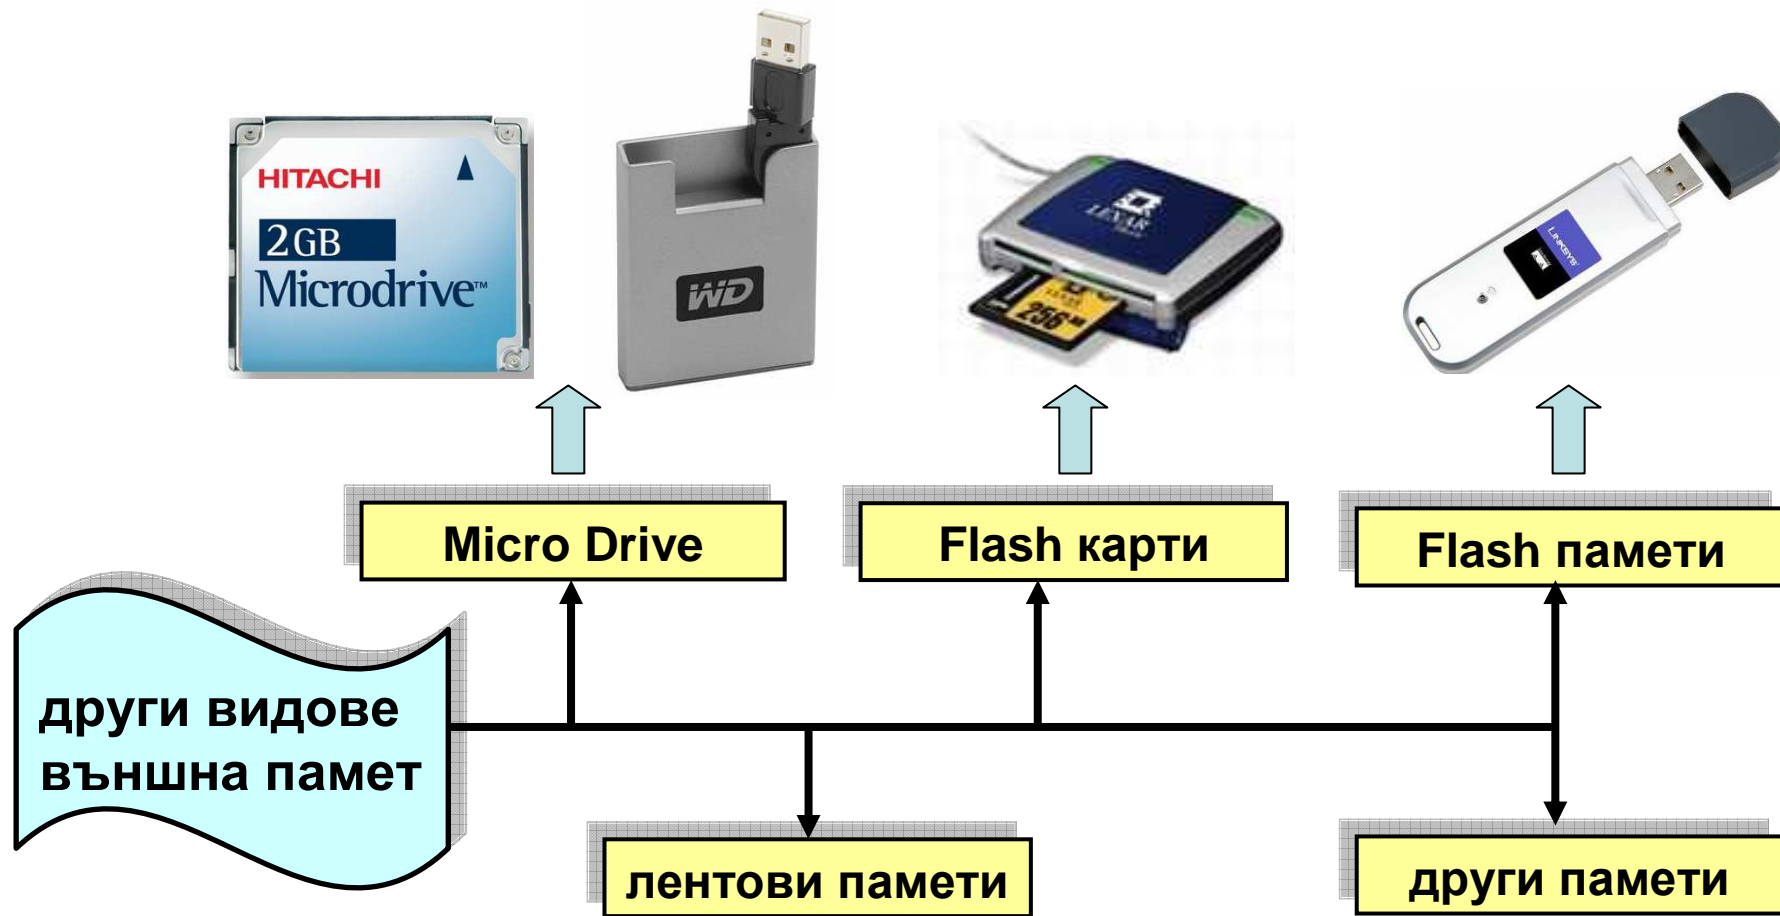 HITACHI
2GB
Microdrive™
WD
LEXAR
256
LINKSYS
Micro Drive
Flash карти
Flash памети
други видове
външна памет
лентови памети
други памети